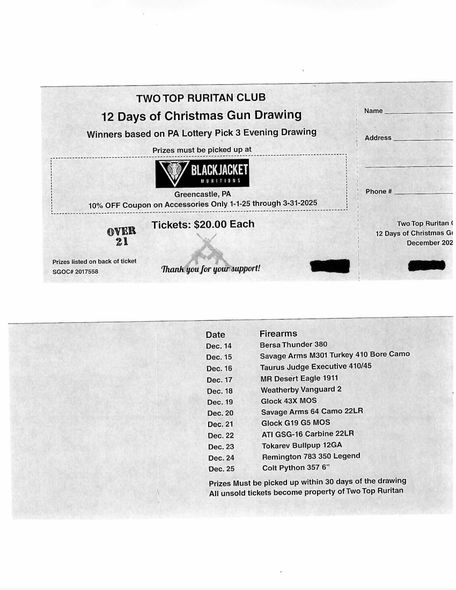 TWO TOP RURITAN CLUB
12 Days of Christmas Gun Drawing
Winners based on PA Lottery Pick 3 Evening Drawing
Prizes must be picked up at
BLACKJACKET
MUNITIONS
Greencastle, PA
10% OFF Coupon on Accessories Only 1-1-25 through 3-31-2025
OVER
21
Tickets: $20.00 Each
Prizes listed on back of ticket
SGOC# 2017558
Thank you for your support!
Name
Address
Phone #
Two Top Ruritan C
12 Days of Christmas G
December 202
Date Firearms
Dec. 14 Bersa Thunder 380
Dec. 15 Savage Arms M301 Turkey 410 Bore Camo
Dec. 16 Taurus Judge Executive 410/45
Dec. 17 MR Desert Eagle 1911
Dec. 18 Weatherby Vanguard 2
Dec. 19 Glock 43X MOS
Dec. 20 Savage Arms 64 Camo 22LR
Dec. 21 Glock G19 G5 MOS
Dec. 22 ATI GSG-16 Carbine 22LR
Dec. 23 Tokarev Bullpup 12GA
Dec. 24 Remington 783 350 Legend
Dec. 25 Colt Python 357 6"
Prizes Must be picked up within 30 days of the drawing
All unsold tickets become property of Two Top Ruritan